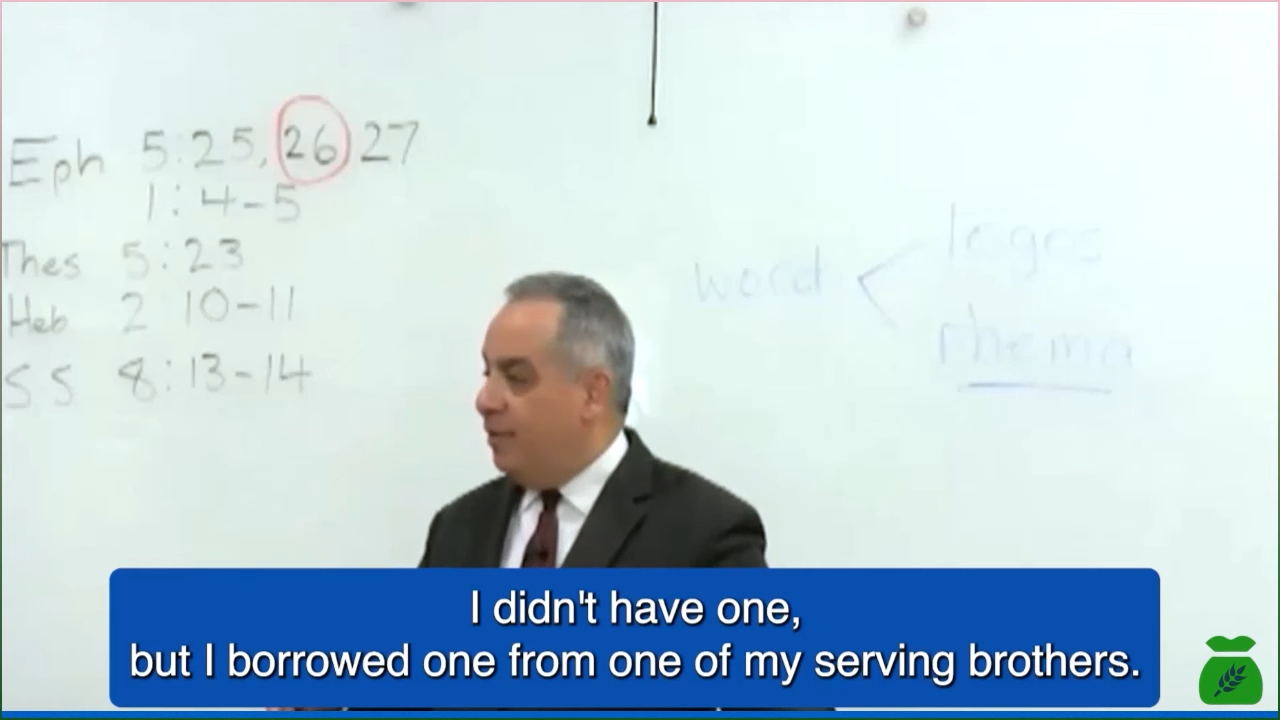 Eph 5:25, 26 27
1:4-5
Thes 5:23
Heb 2:10-11
SS 8:13-14
word < logos
rhema
I didn't have one,
but I borrowed one from one of my serving brothers.